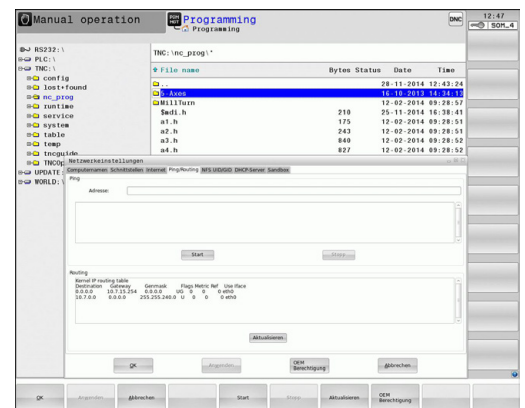 Manual operation
PGM
MGT
Programming
Programming
DNC
12:47
SOM_4
RS232:\
PLC:\
TNC:\
config
lost+found
nc_prog
runtime
service
system
table
temp
tncguide
TNCOp
UPDATE:
WORLD:\
TNC:\nc_prog\*
File name Bytes Status Date Time
.. 28-11-2014 12:43:24
5-Axes 16-10-2013 14:34:13
MillTurn 12-02-2014 09:28:57
$mdi.h 210 25-11-2014 16:38:41
a1.h 175 12-02-2014 09:28:51
a2.h 243 12-02-2014 09:28:51
a3.h 840 12-02-2014 09:28:52
a4.h 827 12-02-2014 09:28:52
Netzwerkeinstellungen
Computernamen Schnittstellen Internet Ping/Routing NFS UID/GID DHCP-Server Sandbox
Ping
Adresse:
Start Stopp
Routing
Kernel IP routing table
Destination Gateway Genmask Flags Metric Ref Use Iface
0.0.0.0 10.7.15.254 0.0.0.0 UG 0 0 0 eth0
10.7.0.0 0.0.0.0 255.255.240.0 U 0 0 0 eth0
Aktualisieren
OK Anwenden OEM Berechtigung Abbrechen
OK Anwenden Abbrechen Start Stopp Aktualisieren OEM Berechtigung